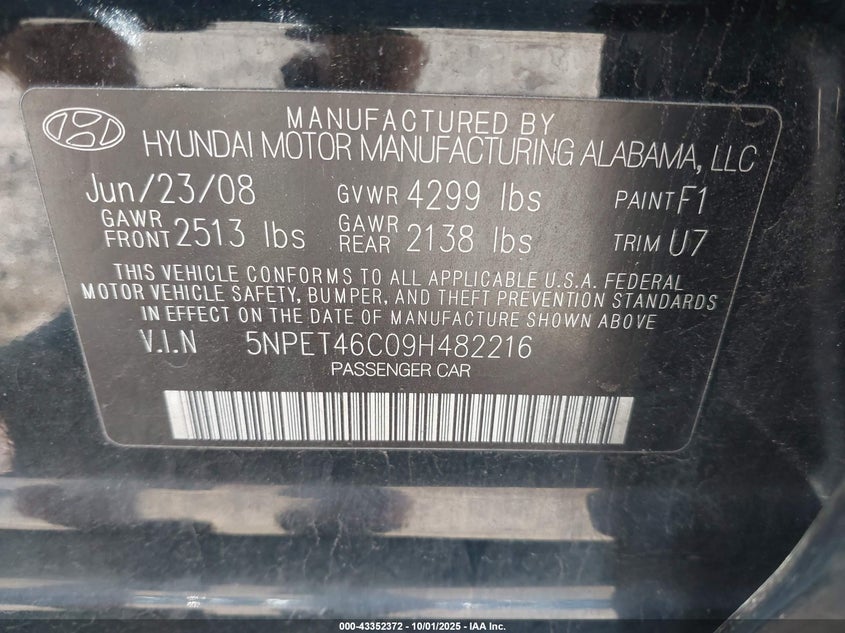 MANUFACTURED BY
HYUNDAI MOTOR MANUFACTURING ALABAMA, LLC
Jun/23/08 GVWR 4299 lbs PAINT F1
GAWR FRONT 2513 lbs GAWR REAR 2138 lbs TRIM U7
THIS VEHICLE CONFORMS TO ALL APPLICABLE U.S.A. FEDERAL
MOTOR VEHICLE SAFETY, BUMPER, AND THEFT PREVENTION STANDARDS
IN EFFECT ON THE DATE OF MANUFACTURE SHOWN ABOVE.
V.I.N 5NPET46C09H482216
PASSENGER CAR
000-43352372 - 10/01/2025 - IAA Inc.